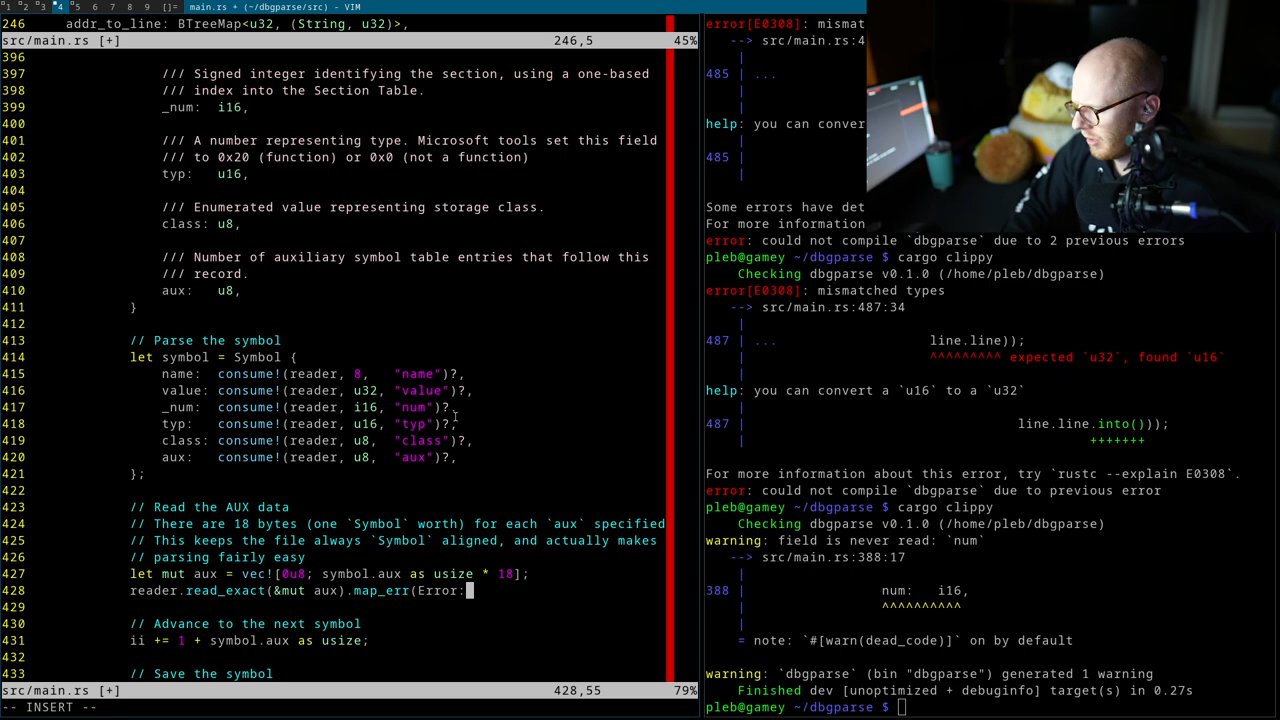 1 2 3 4 5 6 7 8 9 []= main.rs + (~/dbgparse/src) - VIM
246     addr_to_line: BTreeMap<u32, (String, u32)>,
src/main.rs [+] 246,5 45%
396
397                 /// Signed integer identifying the section, using a one-based
398                 /// index into the Section Table.
399                 _num:  i16,
400
401                 /// A number representing type. Microsoft tools set this field
402                 /// to 0x20 (function) or 0x0 (not a function)
403                 typ:   u16,
404
405                 /// Enumerated value representing storage class.
406                 class: u8,
407
408                 /// Number of auxiliary symbol table entries that follow this
409                 /// record.
410                 aux:   u8,
411             }
412
413             // Parse the symbol
414             let symbol = Symbol {
415                 name:  consume!(reader, 8,   "name")?,
416                 value: consume!(reader, u32, "value")?,
417                 _num:  consume!(reader, i16, "num")?,
418                 typ:   consume!(reader, u16, "typ")?,
419                 class: consume!(reader, u8,  "class")?,
420                 aux:   consume!(reader, u8,  "aux")?,
421             };
422
423             // Read the AUX data
424             // There are 18 bytes (one `Symbol` worth) for each `aux` specified
425             // This keeps the file always `Symbol` aligned, and actually makes
426             // parsing fairly easy
427             let mut aux = vec![0u8; symbol.aux as usize * 18];
428             reader.read_exact(&mut aux).map_err(Error:
429
430             // Advance to the next symbol
431             ii += 1 + symbol.aux as usize;
432
433             // Save the symbol
src/main.rs [+] 428,55 79%
-- INSERT --
error[E0308]: mismat
--> src/main.rs:4
|
485 | ...
|
|
help: you can conver
|
485 |
|
Some errors have det
For more information
error: could not compile `dbgparse` due to 2 previous errors
pleb@gamey ~/dbgparse $ cargo clippy
Checking dbgparse v0.1.0 (/home/pleb/dbgparse)
error[E0308]: mismatched types
--> src/main.rs:487:34
|
487 | ... line.line));
| ^^^^^^^^^ expected `u32`, found `u16`
|
help: you can convert a `u16` to a `u32`
|
487 | line.line.into()));
| +++++++
For more information about this error, try `rustc --explain E0308`.
error: could not compile `dbgparse` due to previous error
pleb@gamey ~/dbgparse $ cargo clippy
Checking dbgparse v0.1.0 (/home/pleb/dbgparse)
warning: field is never read: `num`
--> src/main.rs:388:17
|
388 | num:   i16,
| ^^^^^^^^^^
|
= note: `#[warn(dead_code)]` on by default
warning: `dbgparse` (bin "dbgparse") generated 1 warning
Finished dev [unoptimized + debuginfo] target(s) in 0.27s
pleb@gamey ~/dbgparse $